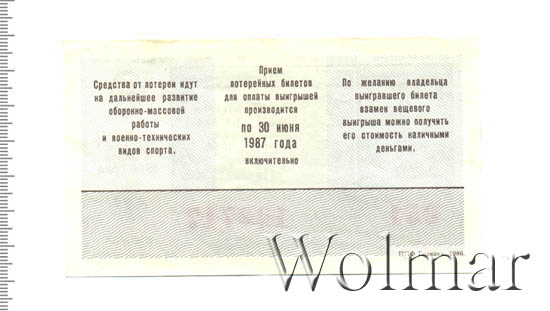 Средства от лотереи идут
на дальнейшее развитие
оборонно-массовой
работы
и военно-технических
видов спорта.
Прием
лотерейных билетов
для оплаты выигрышей
производится
по 30 июня
1987 года
включительно
По желанию владельца
выигравшего билета
взамен вещевого
выигрыша можно получить
его стоимость наличными
деньгами.
1986.
Wolmar